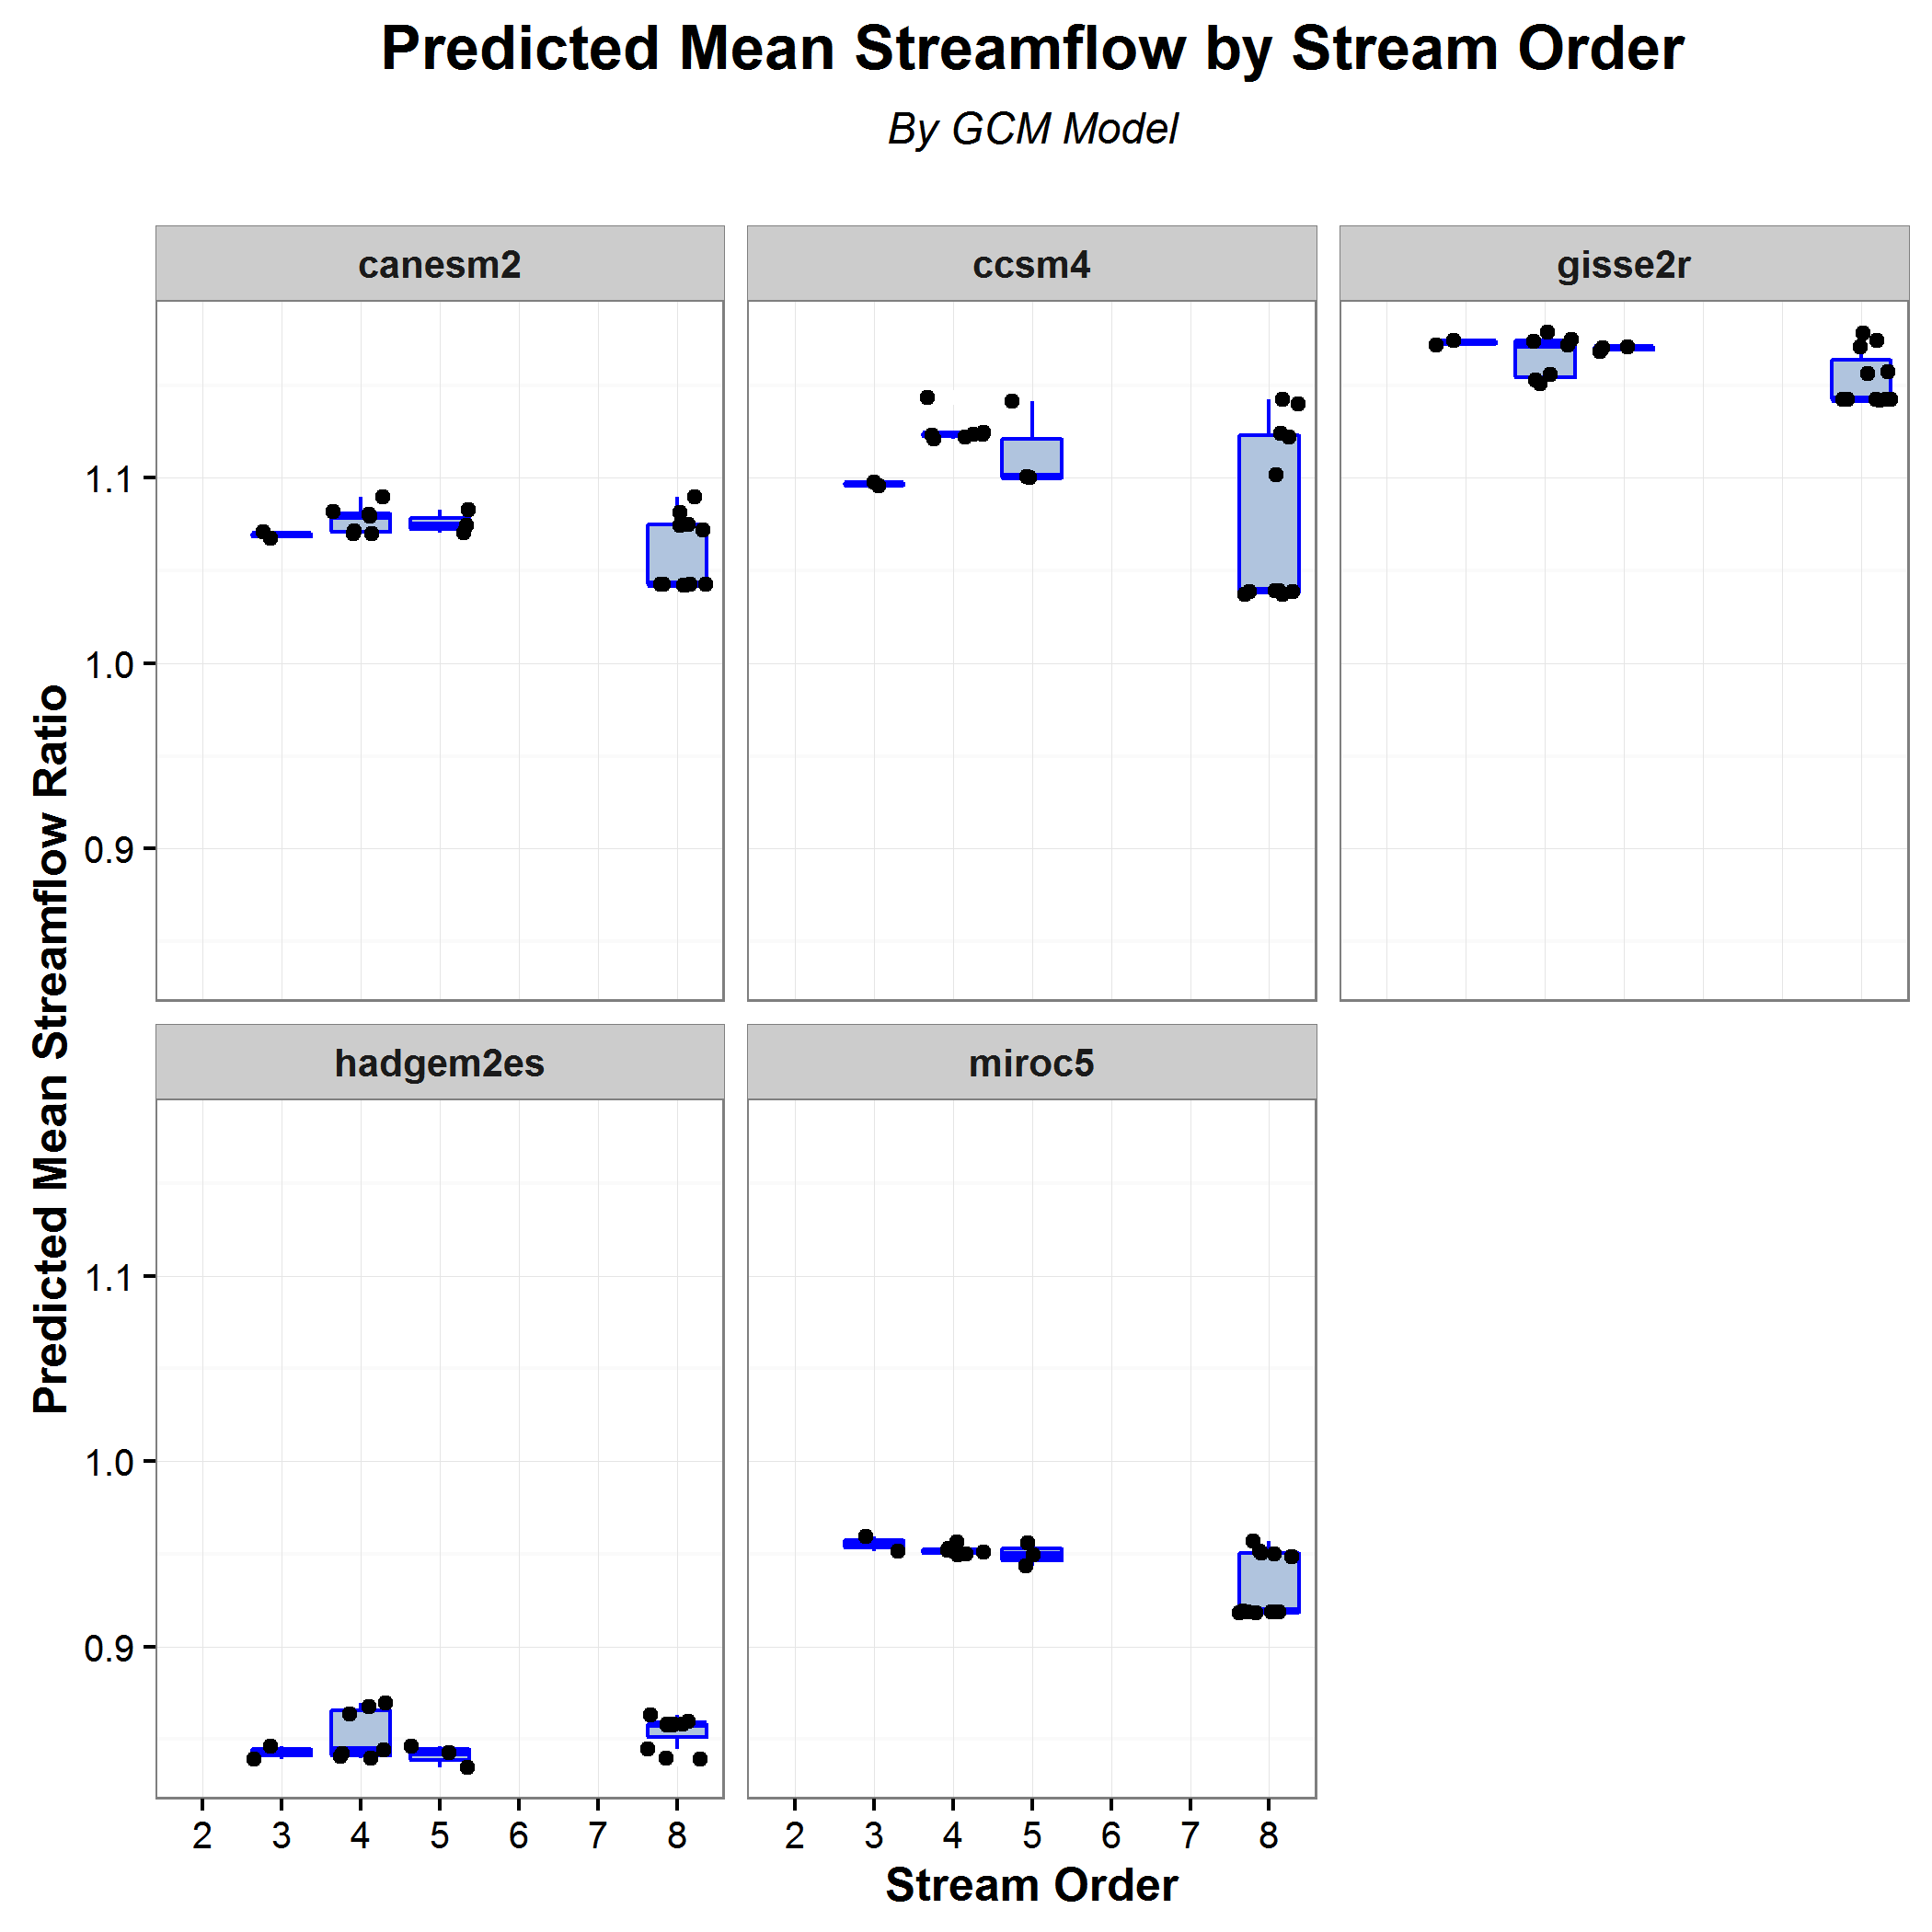 Predicted Mean Streamflow by Stream Order
By GCM Model
canesm2
ccsm4
gisse2r
1.1
1.0
0.9
Predicted Mean Streamflow Ratio
hadgem2es
miroc5
1.1
1.0
0.9
2 3 4 5 6 7 8
2 3 4 5 6 7 8
Stream Order